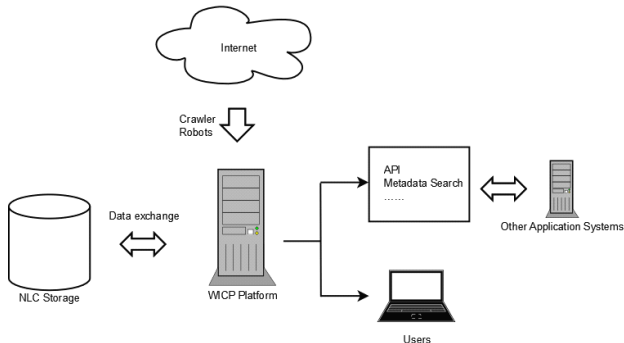 Internet
Crawler
Robots
API
Metadata Search
......
Data exchange
Other Application Systems
NLC Storage
WICP Platform
Users